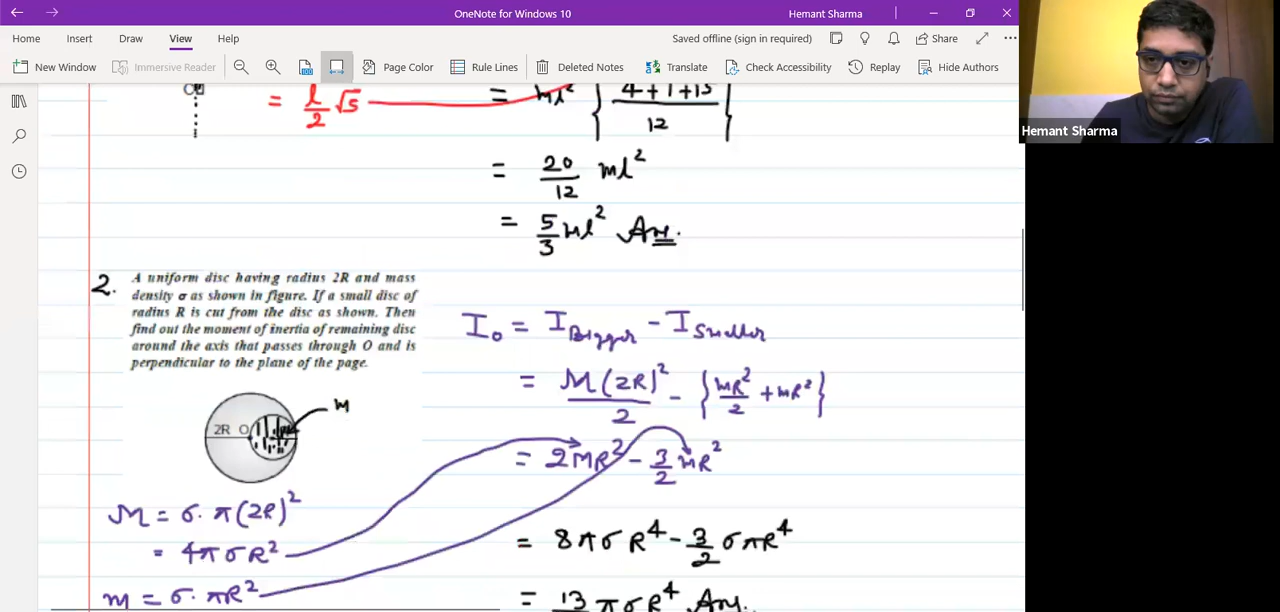 OneNote for Windows 10
Hemant Sharma
Home Insert Draw View Help
Saved offline (sign in required)
Share
New Window
Immersive Reader
100
Page Color
Rule Lines
Deleted Notes
Translate
Check Accessibility
Replay
Hide Authors
Hemant Sharma
= l/2 √5
= ml² { 4+1+15 / 12 }
= 20/12 ml²
= 5/3 ml² Ans.
2. A uniform disc having radius 2R and mass
density σ as shown in figure. If a small disc of
radius R is cut from the disc as shown. Then
find out the moment of inertia of remaining disc
around the axis that passes through O and is
perpendicular to the plane of the page.
2R O
m
M = σ. π(2R)²
= 4πσR²
m = σ. πR²
I₀ = I Bigger - I Smaller
= M(2R)²/2 - { mR²/2 + mR² }
= 2MR² - 3/2 mR²
= 8πσR⁴ - 3/2 σπR⁴
= 13 πσR⁴ Ans.